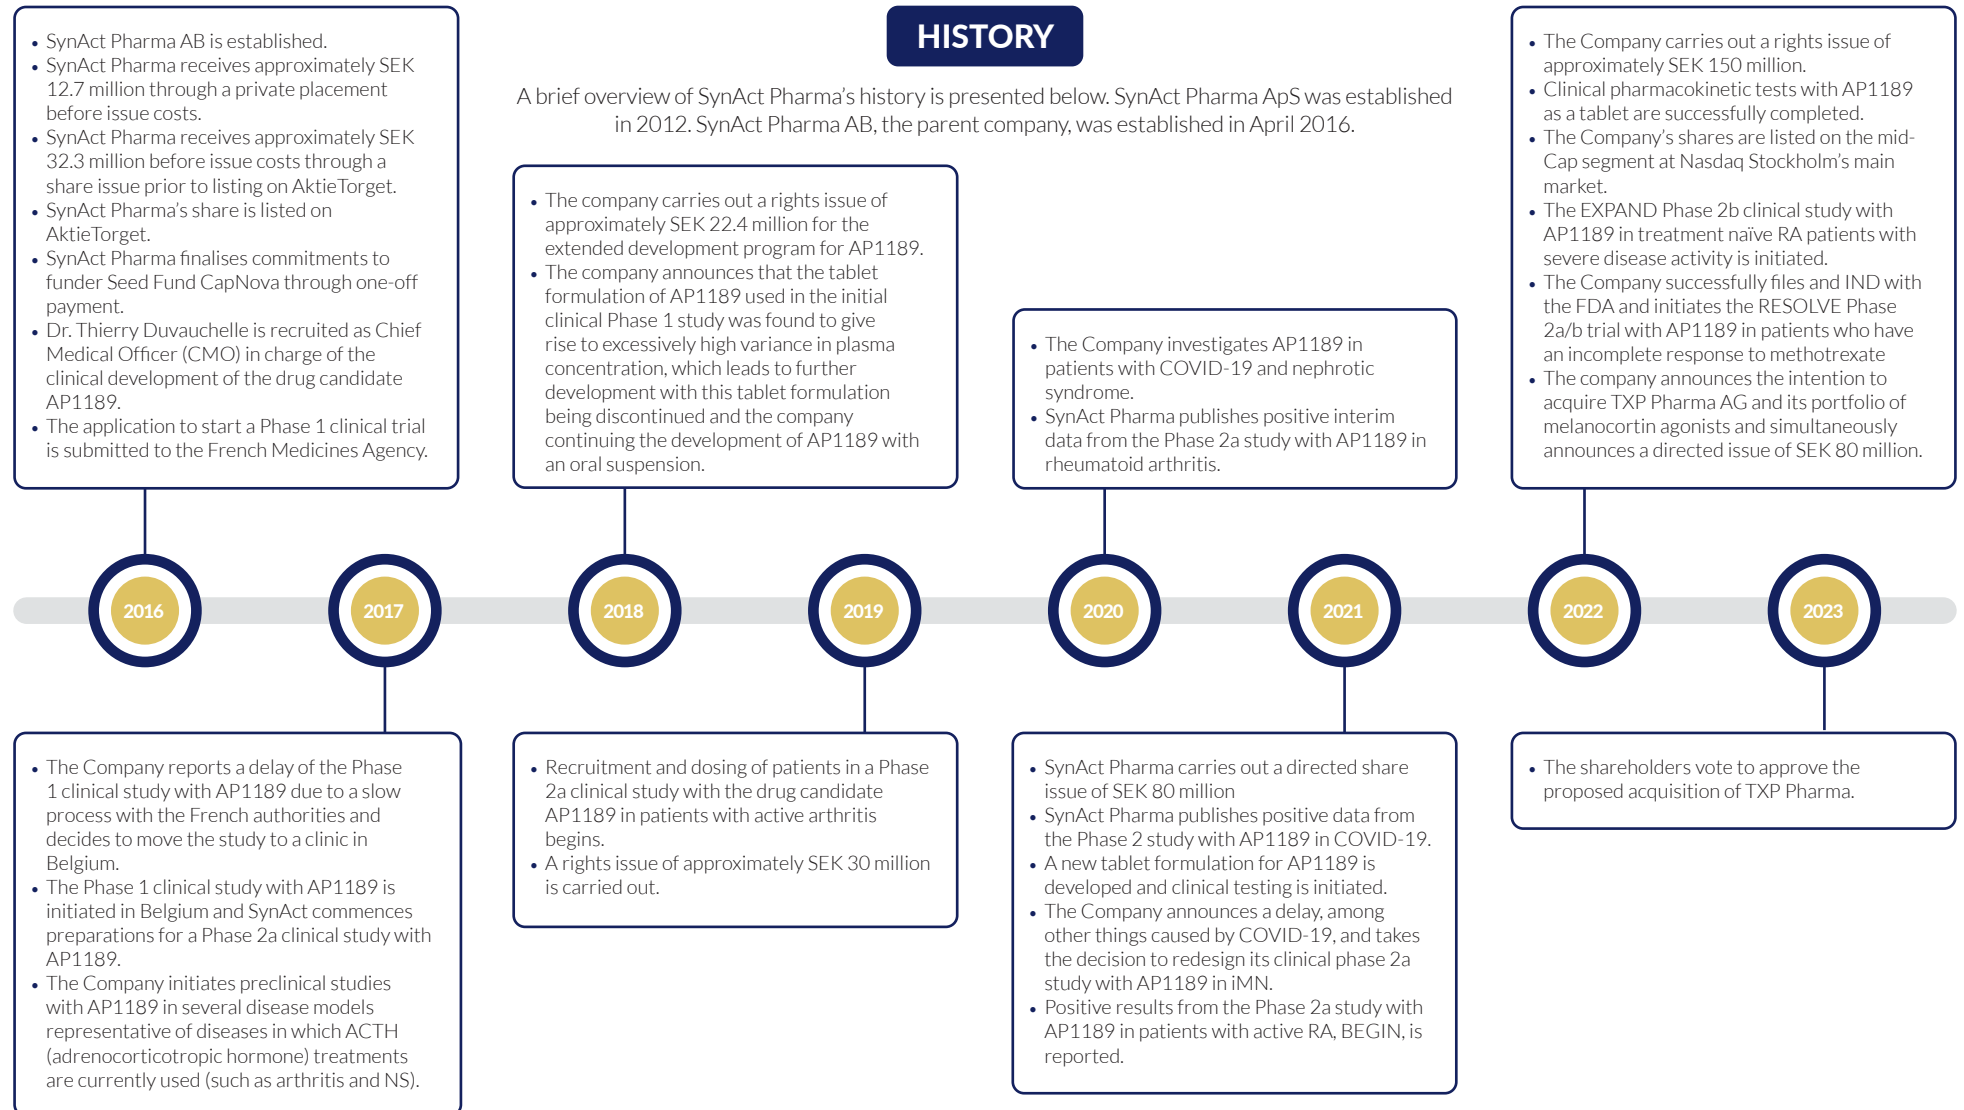 HISTORY
A brief overview of SynAct Pharma's history is presented below. SynAct Pharma ApS was established
in 2012. SynAct Pharma AB, the parent company, was established in April 2016.
• SynAct Pharma AB is established.
• SynAct Pharma receives approximately SEK
12.7 million through a private placement
before issue costs.
• SynAct Pharma receives approximately SEK
32.3 million before issue costs through a
share issue prior to listing on AktieTorget.
• SynAct Pharma's share is listed on
AktieTorget.
• SynAct Pharma finalises commitments to
funder Seed Fund CapNova through one-off
payment.
• Dr. Thierry Duvauchelle is recruited as Chief
Medical Officer (CMO) in charge of the
clinical development of the drug candidate
AP1189.
• The application to start a Phase 1 clinical trial
is submitted to the French Medicines Agency.
• The company carries out a rights issue of
approximately SEK 22.4 million for the
extended development program for AP1189.
• The company announces that the tablet
formulation of AP1189 used in the initial
clinical Phase 1 study was found to give
rise to excessively high variance in plasma
concentration, which leads to further
development with this tablet formulation
being discontinued and the company
continuing the development of AP1189 with
an oral suspension.
• The Company investigates AP1189 in
patients with COVID-19 and nephrotic
syndrome.
• SynAct Pharma publishes positive interim
data from the Phase 2a study with AP1189 in
rheumatoid arthritis.
• The Company carries out a rights issue of
approximately SEK 150 million.
• Clinical pharmacokinetic tests with AP1189
as a tablet are successfully completed.
• The Company's shares are listed on the mid-
Cap segment at Nasdaq Stockholm's main
market.
• The EXPAND Phase 2b clinical study with
AP1189 in treatment naïve RA patients with
severe disease activity is initiated.
• The Company successfully files and IND with
the FDA and initiates the RESOLVE Phase
2a/b trial with AP1189 in patients who have
an incomplete response to methotrexate
• The company announces the intention to
acquire TXP Pharma AG and its portfolio of
melanocortin agonists and simultaneously
announces a directed issue of SEK 80 million.
2016
2017
2018
2019
2020
2021
2022
2023
• The Company reports a delay of the Phase
1 clinical study with AP1189 due to a slow
process with the French authorities and
decides to move the study to a clinic in
Belgium.
• The Phase 1 clinical study with AP1189 is
initiated in Belgium and SynAct commences
preparations for a Phase 2a clinical study with
AP1189.
• The Company initiates preclinical studies
with AP1189 in several disease models
representative of diseases in which ACTH
(adrenocorticotropic hormone) treatments
are currently used (such as arthritis and NS).
• Recruitment and dosing of patients in a Phase
2a clinical study with the drug candidate
AP1189 in patients with active arthritis
begins.
• A rights issue of approximately SEK 30 million
is carried out.
• SynAct Pharma carries out a directed share
issue of SEK 80 million
• SynAct Pharma publishes positive data from
the Phase 2 study with AP1189 in COVID-19.
• A new tablet formulation for AP1189 is
developed and clinical testing is initiated.
• The Company announces a delay, among
other things caused by COVID-19, and takes
the decision to redesign its clinical phase 2a
study with AP1189 in iMN.
• Positive results from the Phase 2a study with
AP1189 in patients with active RA, BEGIN, is
reported.
• The shareholders vote to approve the
proposed acquisition of TXP Pharma.